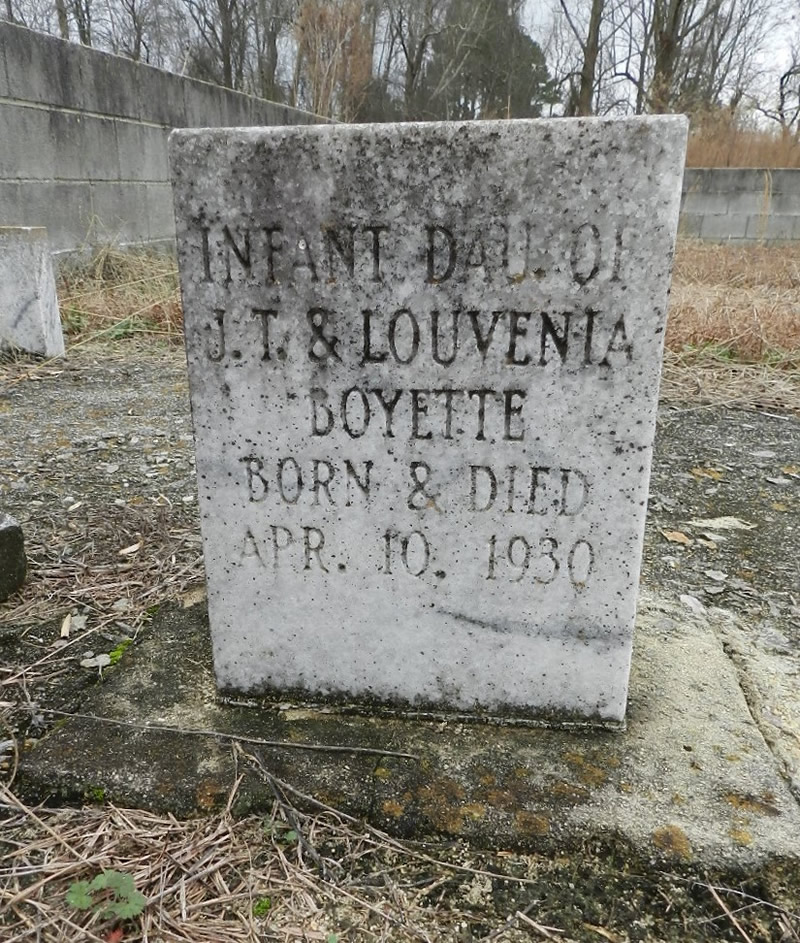 INFANT DAU. OF
J.T. & LOUVENIA
BOYETTE
BORN & DIED
APR. 10. 1930